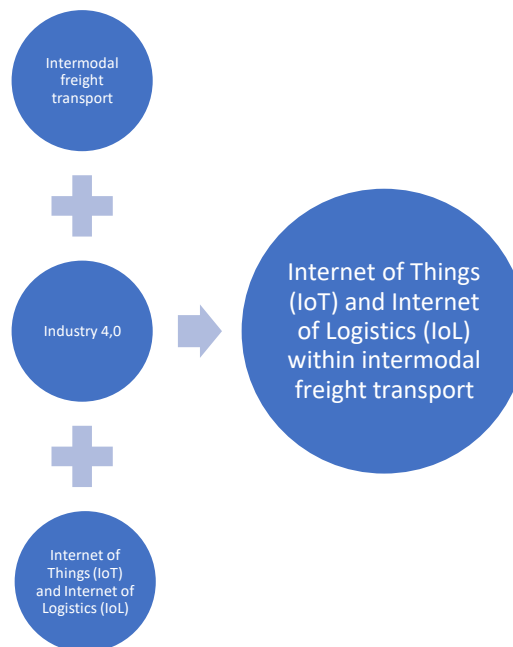 Intermodal
freight
transport
Industry 4,0
Internet of Things
(IoT) and Internet
of Logistics (IoL)
within intermodal
freight transport
Internet of
Things (IoT)
and Internet of
Logistics (IoL)